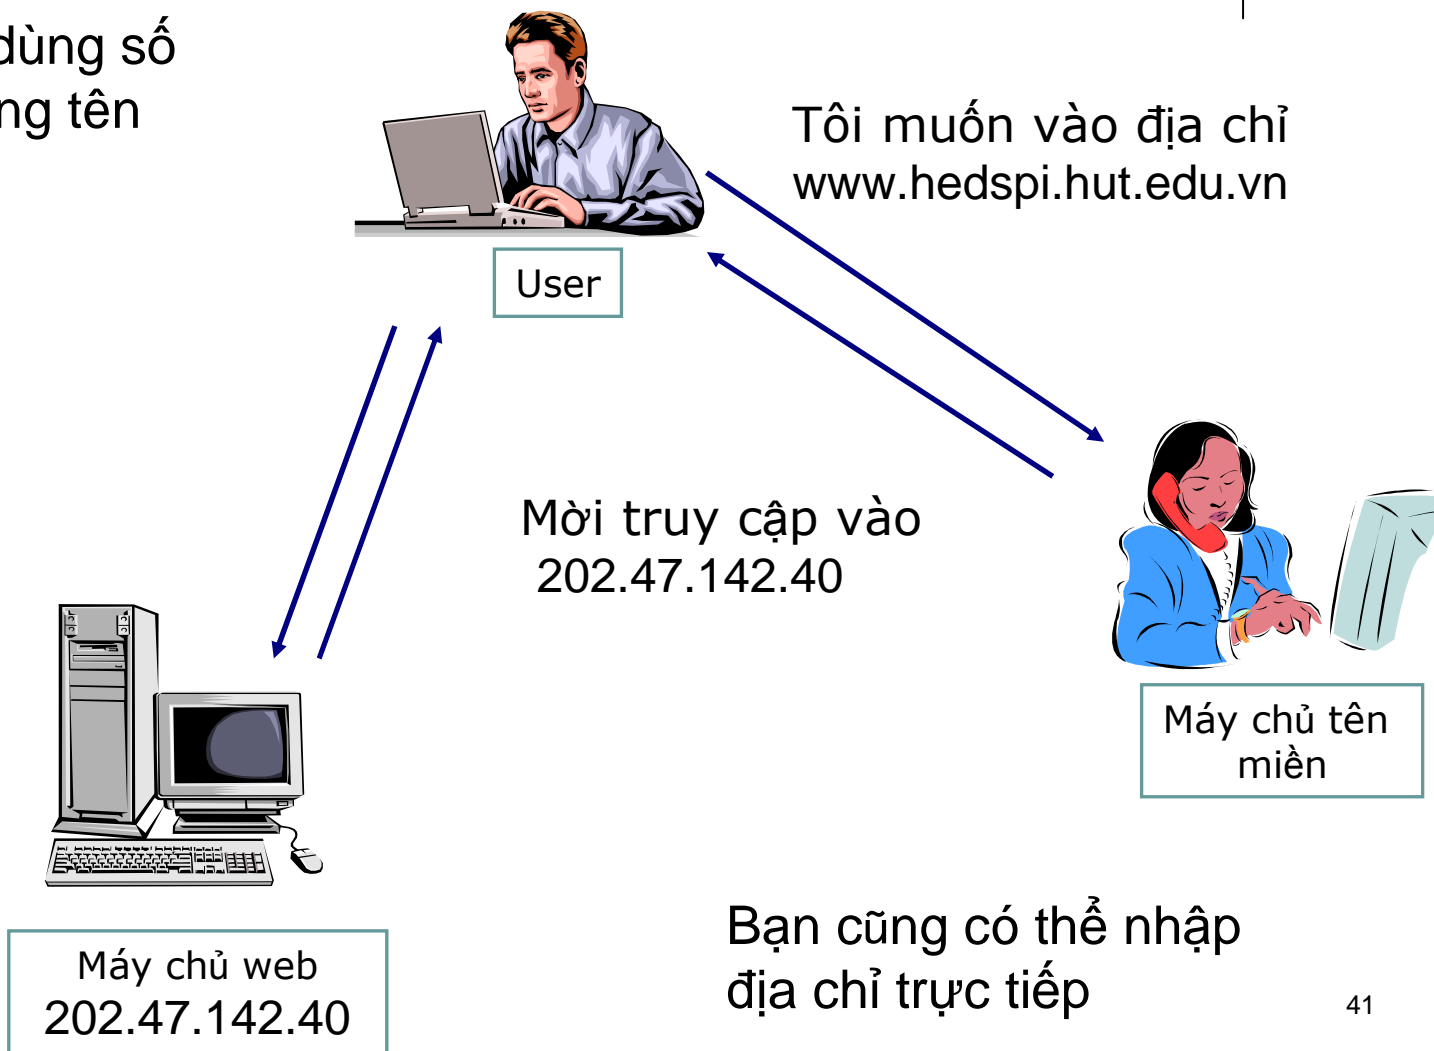 dùng số
ng tên
Tôi muốn vào địa chỉ
www.hedspi.hut.edu.vn
User
Mời truy cập vào
202.47.142.40
Máy chủ tên
miền
Máy chủ web
202.47.142.40
Bạn cũng có thể nhập
địa chỉ trực tiếp
41